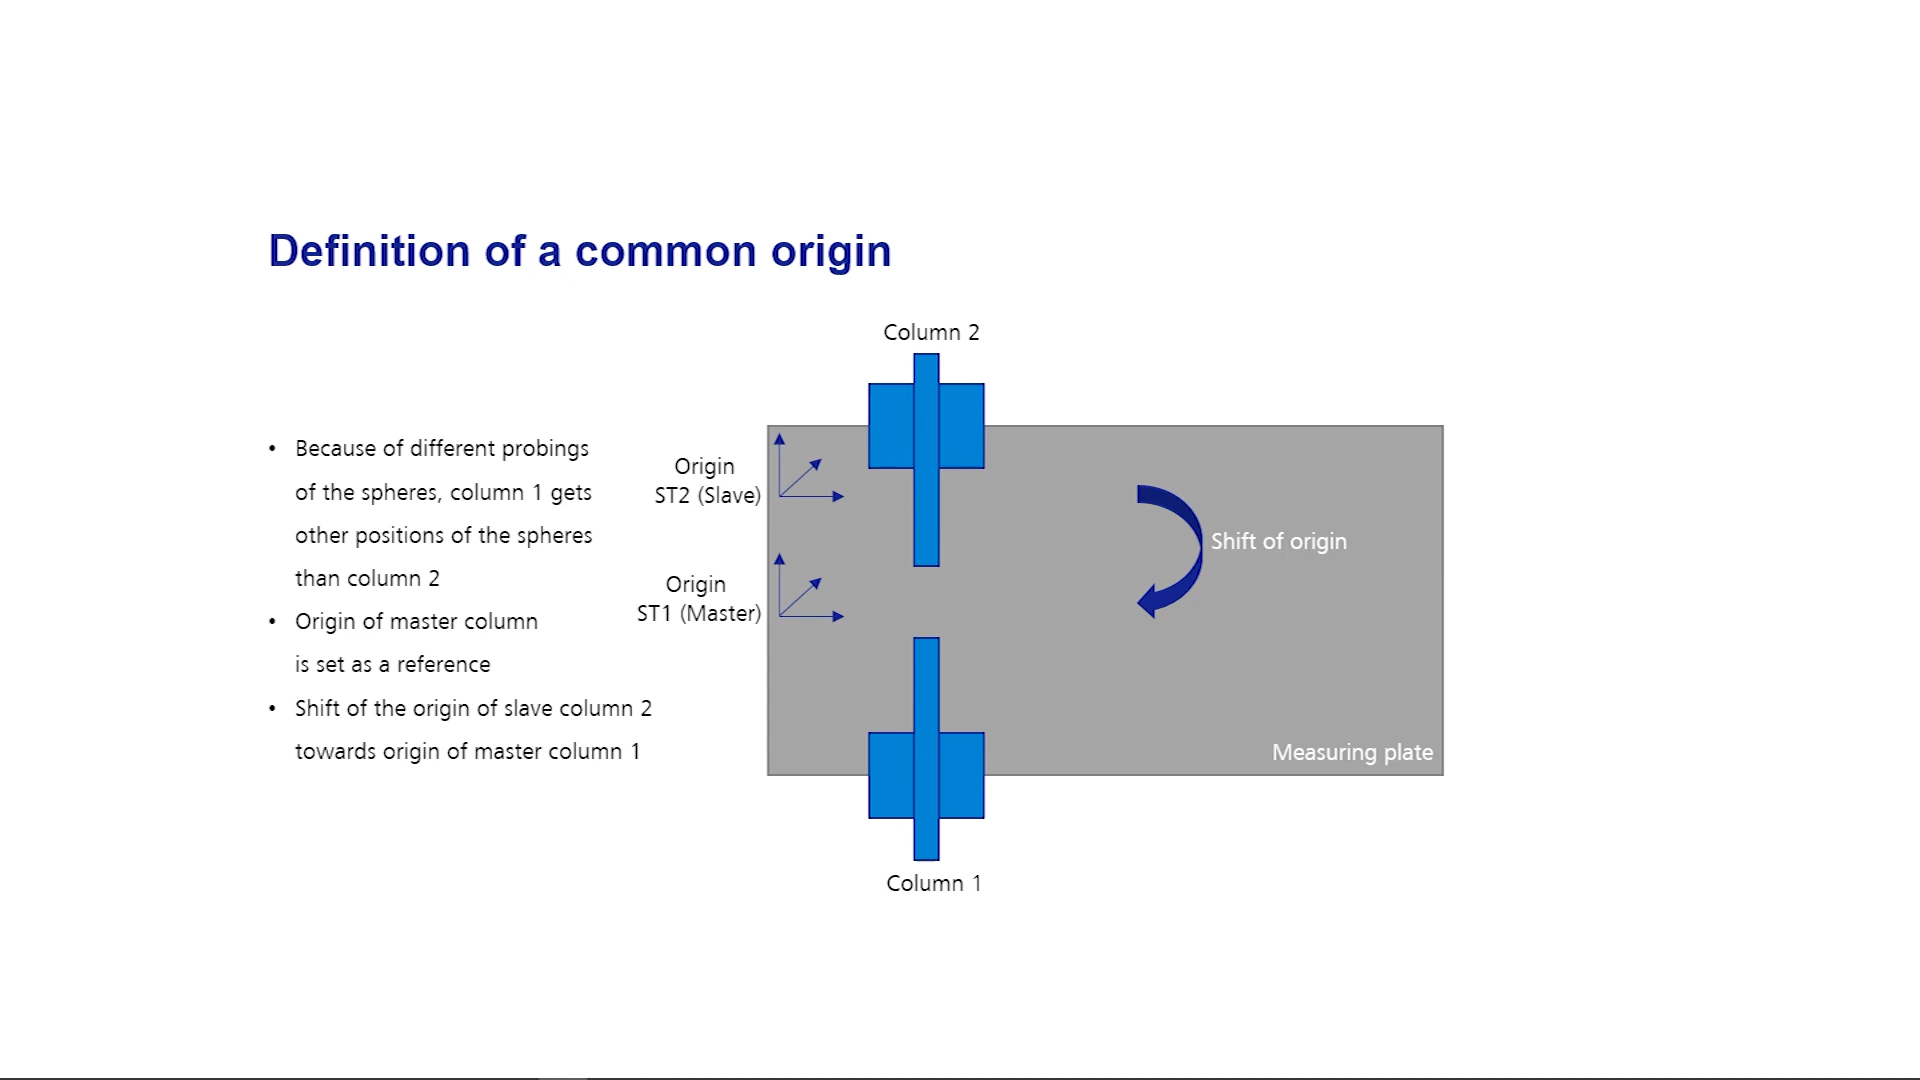 Definition of a common origin
• Because of different probings
of the spheres, column 1 gets
other positions of the spheres
than column 2
• Origin of master column
is set as a reference
• Shift of the origin of slave column 2
towards origin of master column 1
Column 2
Origin
ST2 (Slave)
Origin
ST1 (Master)
Shift of origin
Measuring plate
Column 1